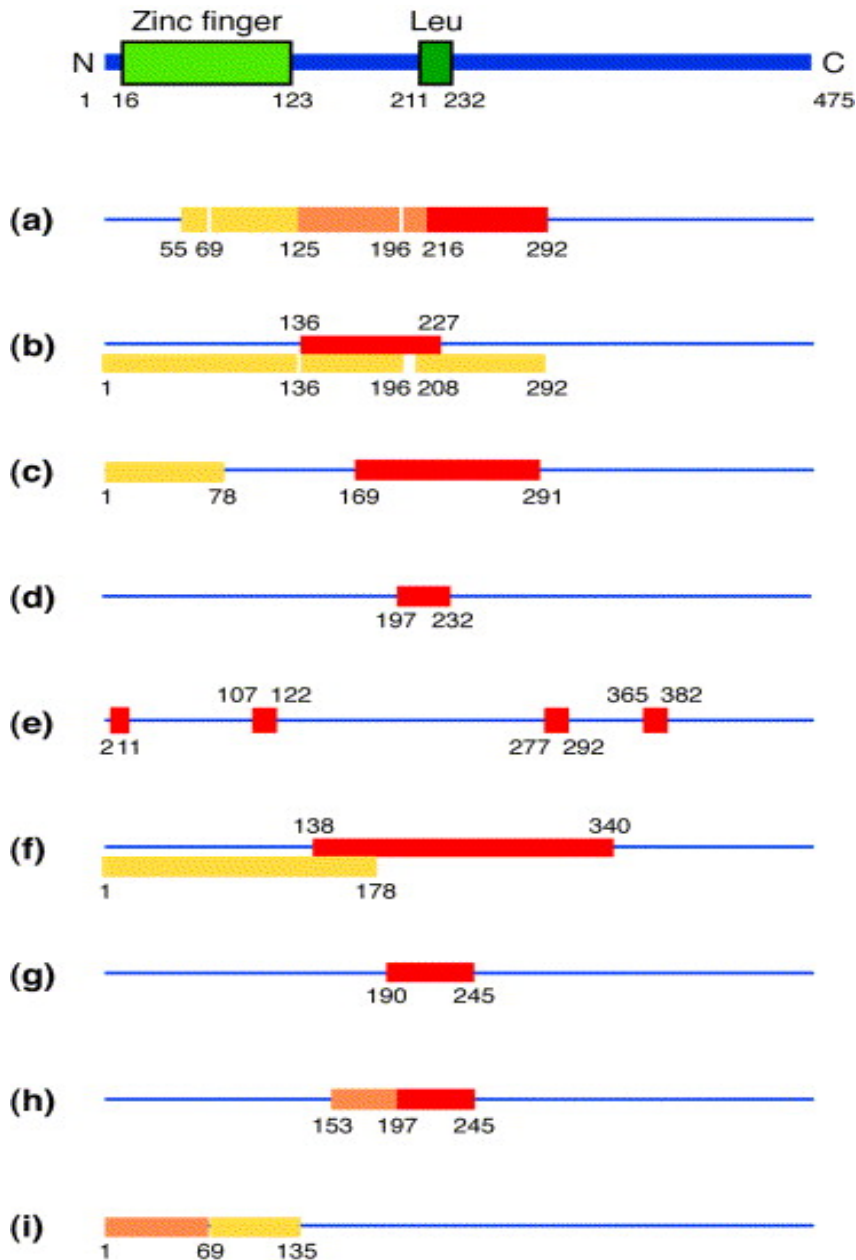 Zinc finger Leu
N C
1 16 123 211 232 475
(a)
55 69 125 196 216 292
136 227
(b)
1 136 196 208 292
(c)
1 78 169 291
(d)
197 232
107 122 365 382
(e)
211 277 292
138 340
(f)
1 178
(g)
190 245
(h)
153 197 245
(i)
1 69 135